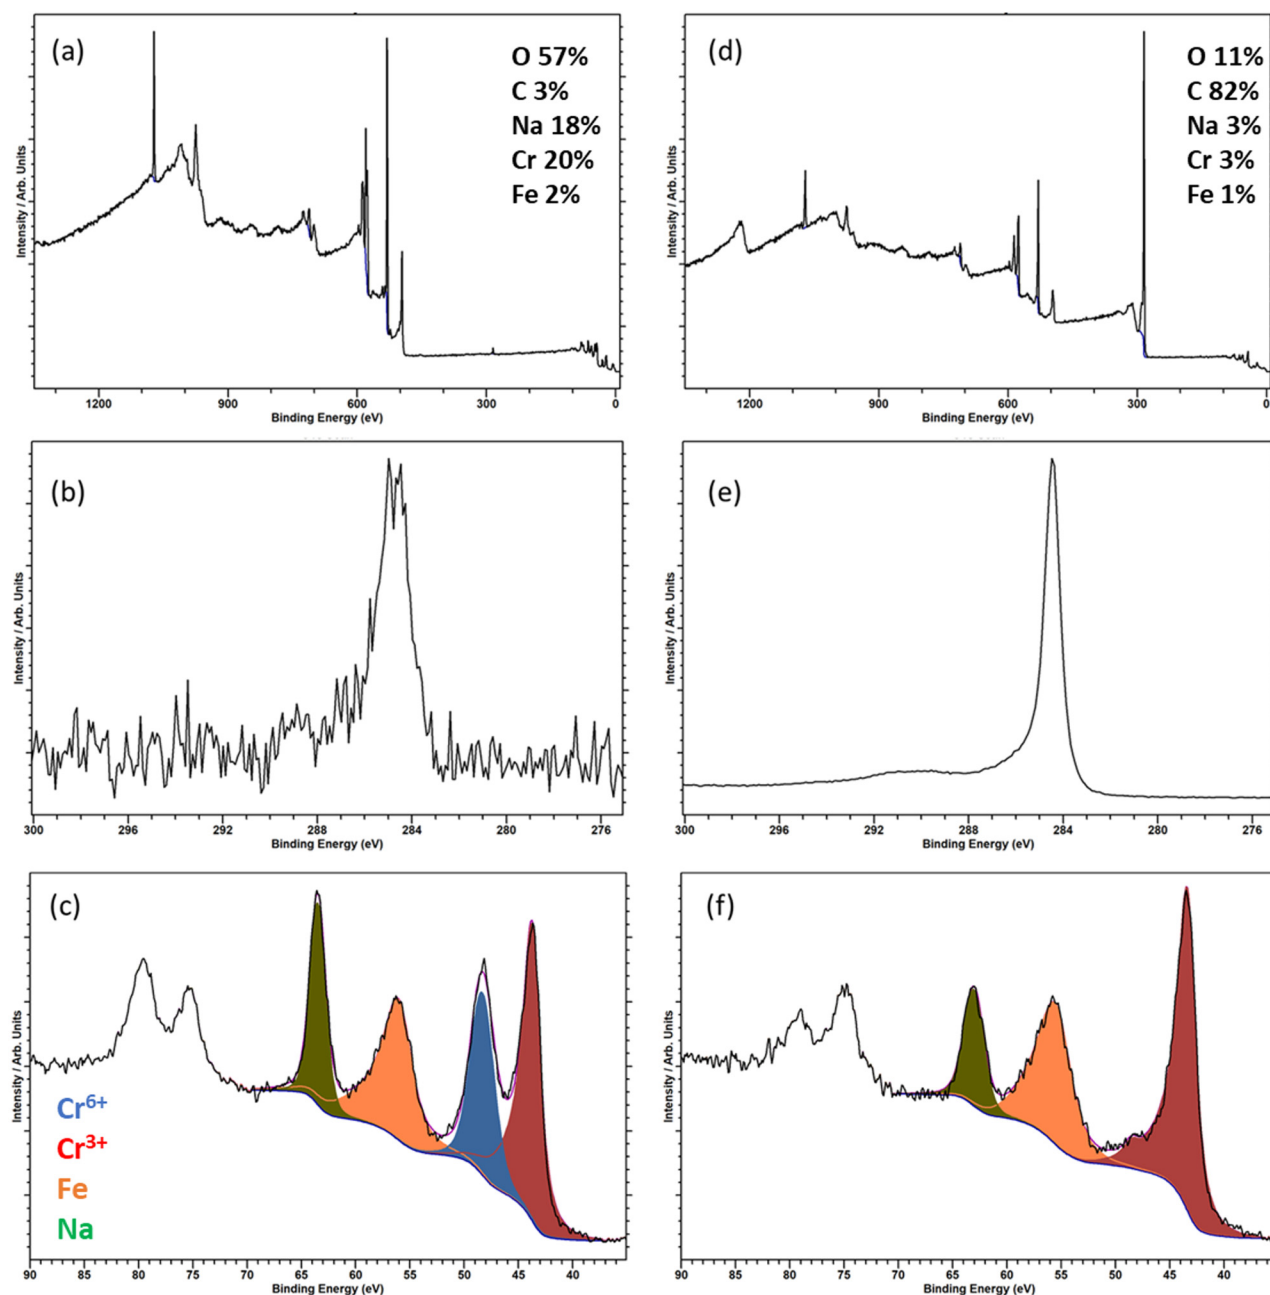 (a)
O 57%
C 3%
Na 18%
Cr 20%
Fe 2%
Intensity / Arb. Units
1200 900 600 300 0
Binding Energy (eV)
(d)
O 11%
C 82%
Na 3%
Cr 3%
Fe 1%
Intensity / Arb. Units
1200 900 600 300 0
Binding Energy (eV)
(b)
Intensity / Arb. Units
300 296 292 288 284 280 276
Binding Energy (eV)
(e)
Intensity / Arb. Units
300 296 292 288 284 280 276
Binding Energy (eV)
(c)
Cr6+
Cr3+
Fe
Na
Intensity / Arb. Units
90 80 70 60 50 40
Binding Energy (eV)
(f)
Intensity / Arb. Units
90 85 80 75 70 65 60 55 50 45 40
Binding Energy (eV)